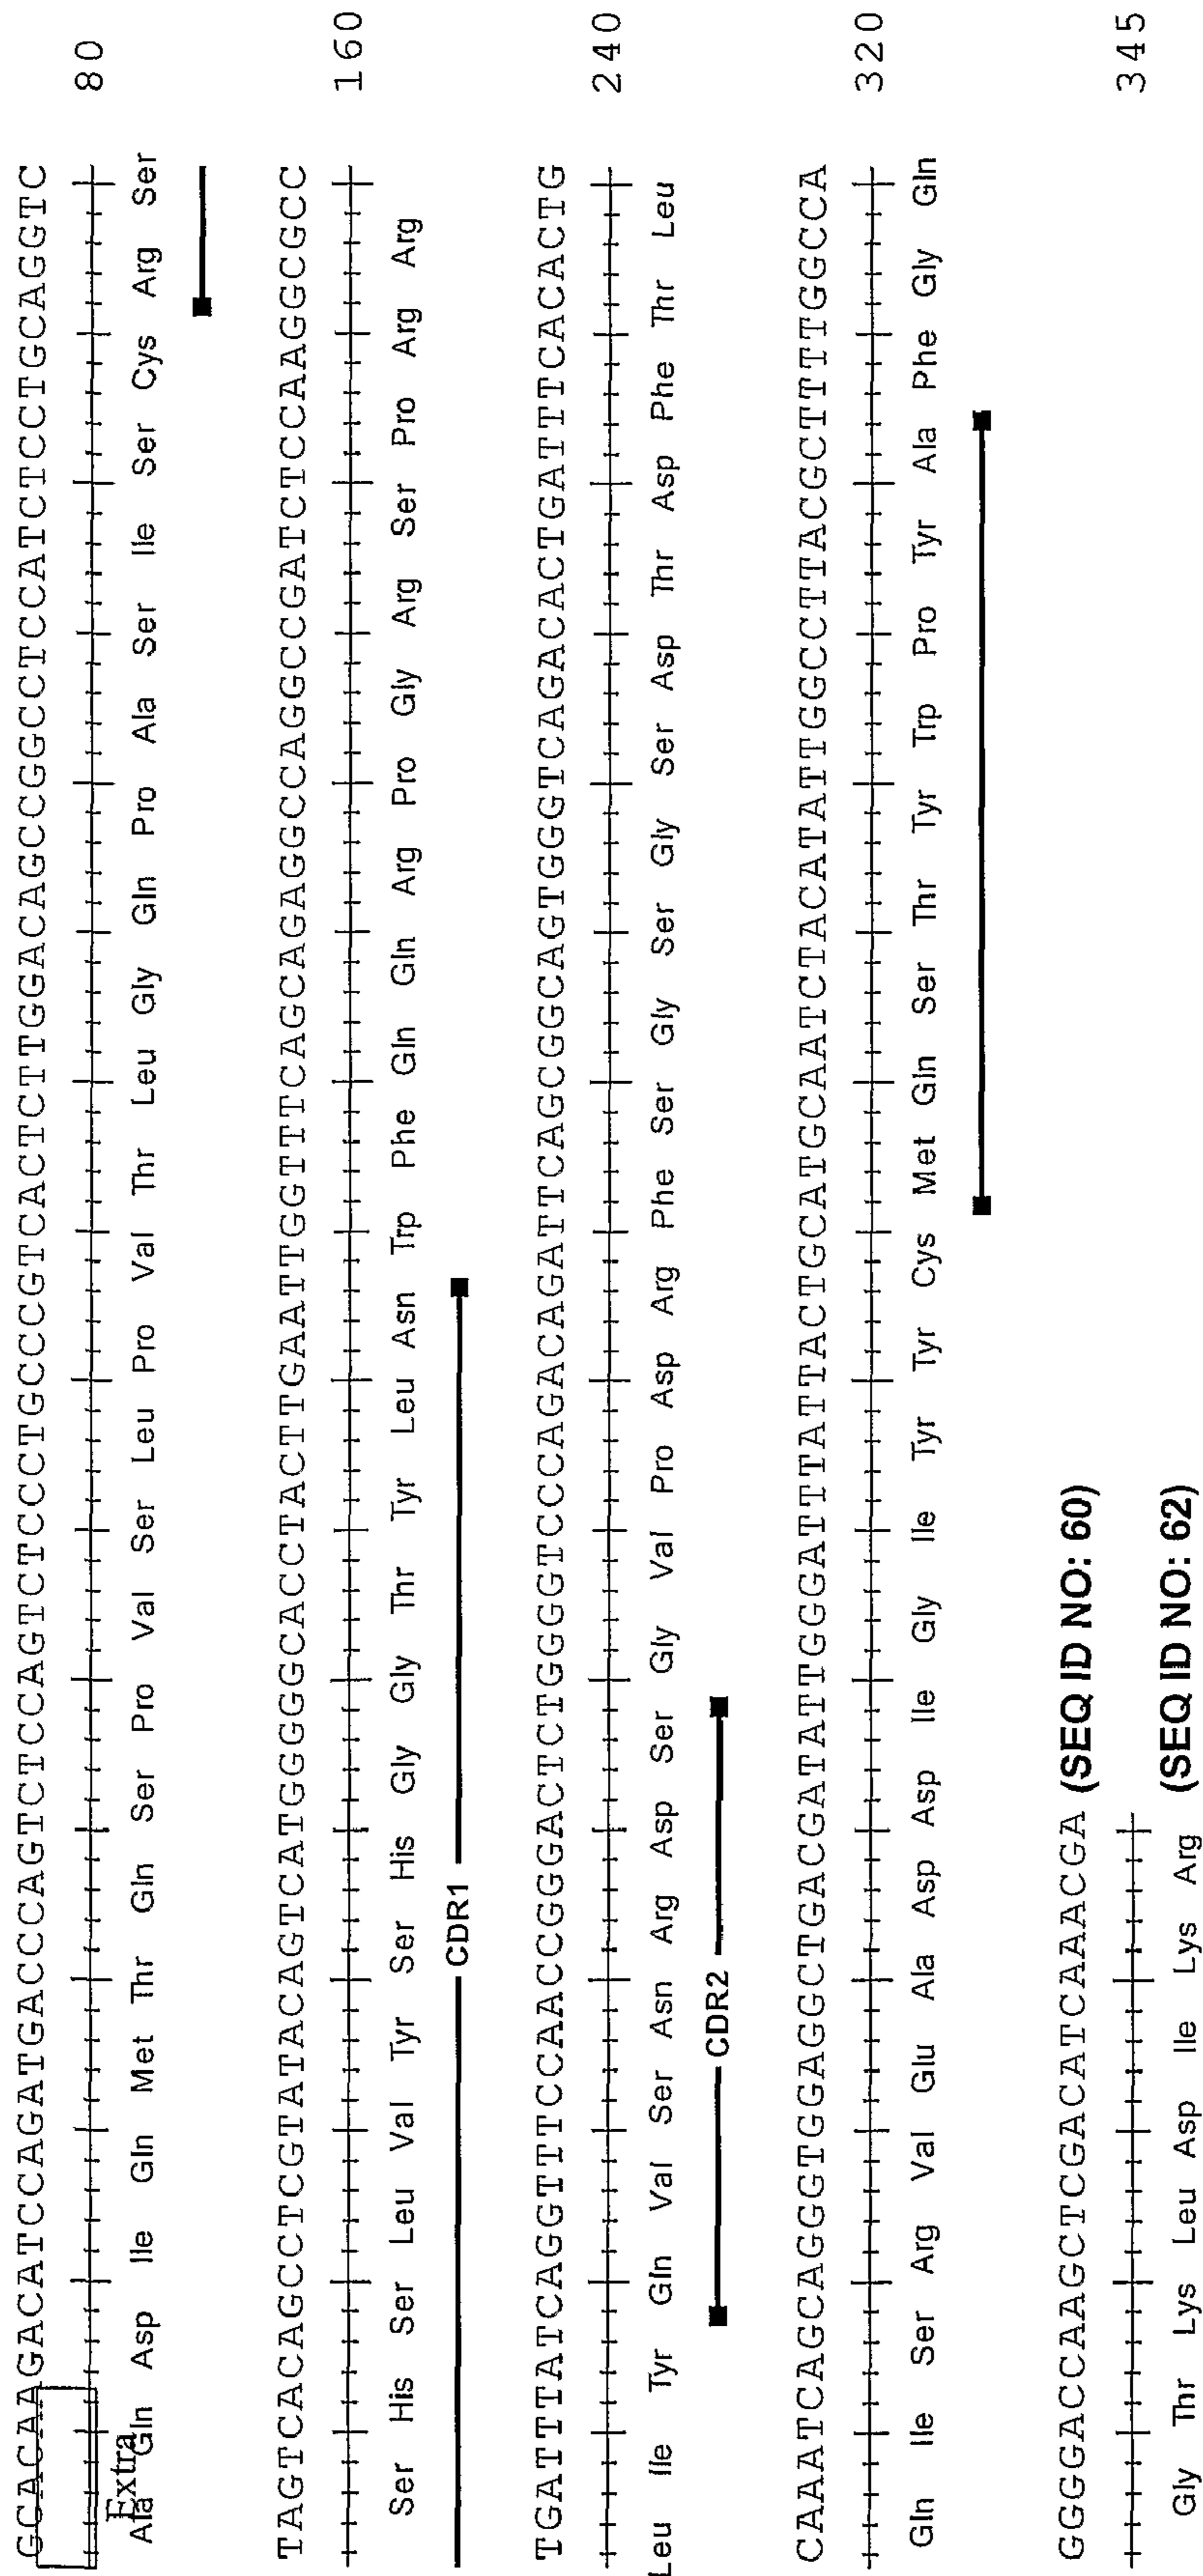 GCACAAGACATCCAGATGACCCAGTCTCCAGTCTCCCTGCCCGTCACTCTTGGACAGCCGGCCTCCATCTCCTGCAGGTC
80
Extra
Ala Gln Asp Ile Gln Met Thr Gln Ser Pro Val Ser Leu Pro Val Thr Leu Gly Gln Pro Ala Ser Ile Ser Cys Arg Ser
TAGTCACAGCCTCGTATACAGTCATGGGGGCACCTACTTGAATTGGTTTCAGCAGAGGCCAGGCCGATCTCCAAGGCGCC
160
Ser His Ser Leu Val Tyr Ser His Gly Gly Thr Tyr Leu Asn Trp Phe Gln Gln Arg Pro Gly Arg Ser Pro Arg Arg
CDR1
TGATTTATCAGGTTTCCAACCGGGACTCTGGGGTCCCAGACAGATTCAGCGGCAGTGGGTCAGACACTGATTTCACACTG
240
Leu Ile Tyr Gln Val Ser Asn Arg Asp Ser Gly Val Pro Asp Arg Phe Ser Gly Ser Gly Ser Asp Thr Asp Phe Thr Leu
CDR2
CAAATCAGCAGGGTGGAGGCTGACGATATTGGGATTTATTACTGCATGCAATCTACATATTGGCCTTACGCTTTTGGCCA
320
Gln Ile Ser Arg Val Glu Ala Asp Asp Ile Gly Ile Tyr Tyr Cys Met Gln Ser Thr Tyr Trp Pro Tyr Ala Phe Gly Gln
GGGGACCAAGCTCGACATCAAACGA (SEQ ID NO: 60)
345
Gly Thr Lys Leu Asp Ile Lys Arg (SEQ ID NO: 62)